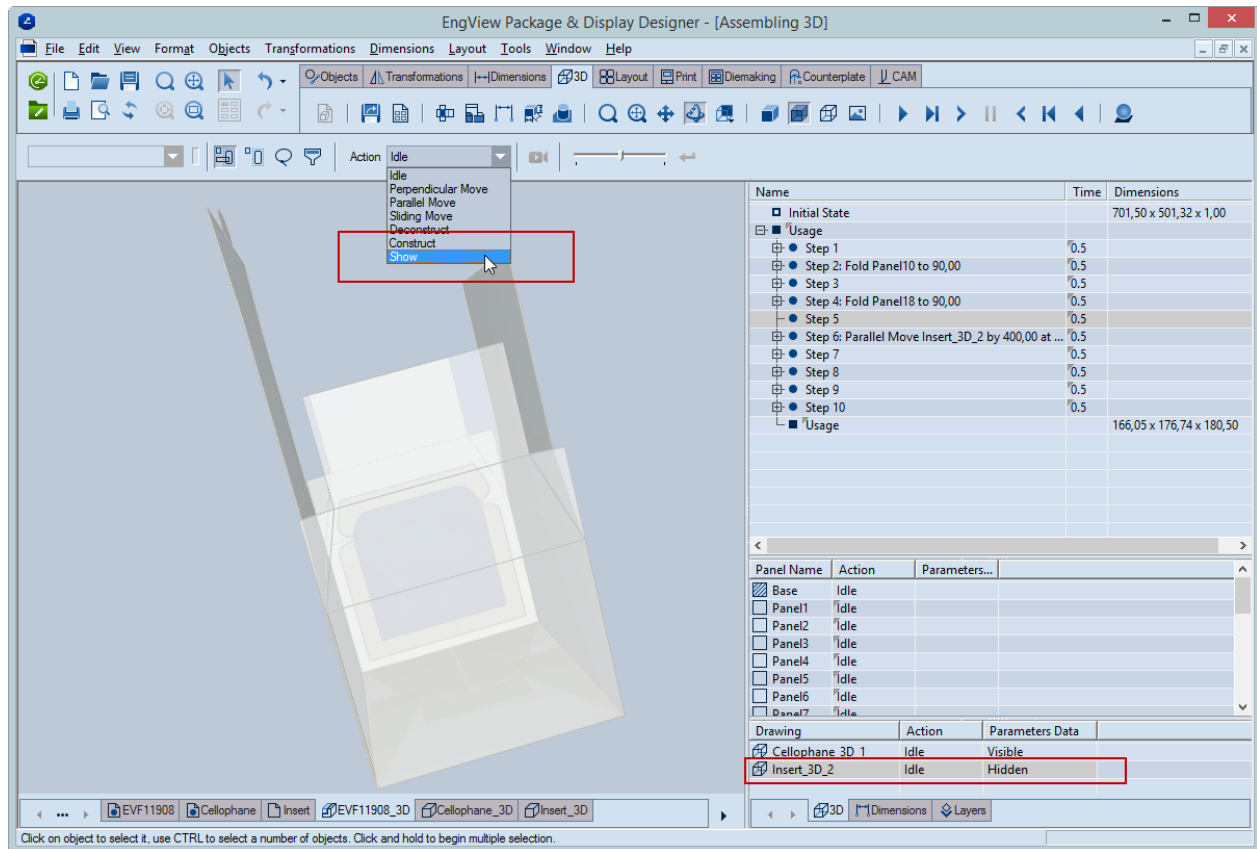 EngView Package & Display Designer - [Assembling 3D]
File Edit View Format Objects Transformations Dimensions Layout Tools Window Help
Objects Transformations Dimensions 3D Layout Print Diemaking Counterplate CAM
Action Idle
Idle
Perpendicular Move
Parallel Move
Sliding Move
Deconstruct
Construct
Show
Name Time Dimensions
Initial State 701,50 x 501,32 x 1,00
Usage
Step 1 0.5
Step 2: Fold Panel10 to 90,00 0.5
Step 3 0.5
Step 4: Fold Panel18 to 90,00 0.5
Step 5 0.5
Step 6: Parallel Move Insert_3D_2 by 400,00 at ... 0.5
Step 7 0.5
Step 8 0.5
Step 9 0.5
Step 10 0.5
Usage 166,05 x 176,74 x 180,50
Panel Name Action Parameters...
Base Idle
Panel1 Idle
Panel2 Idle
Panel3 Idle
Panel4 Idle
Panel5 Idle
Panel6 Idle
Panel7 Idle
Drawing Action Parameters Data
Cellophane_3D_1 Idle Visible
Insert_3D_2 Idle Hidden
... EVF11908 Cellophane Insert EVF11908_3D Cellophane_3D Insert_3D
3D Dimensions Layers
Click on object to select it, use CTRL to select a number of objects. Click and hold to begin multiple selection.